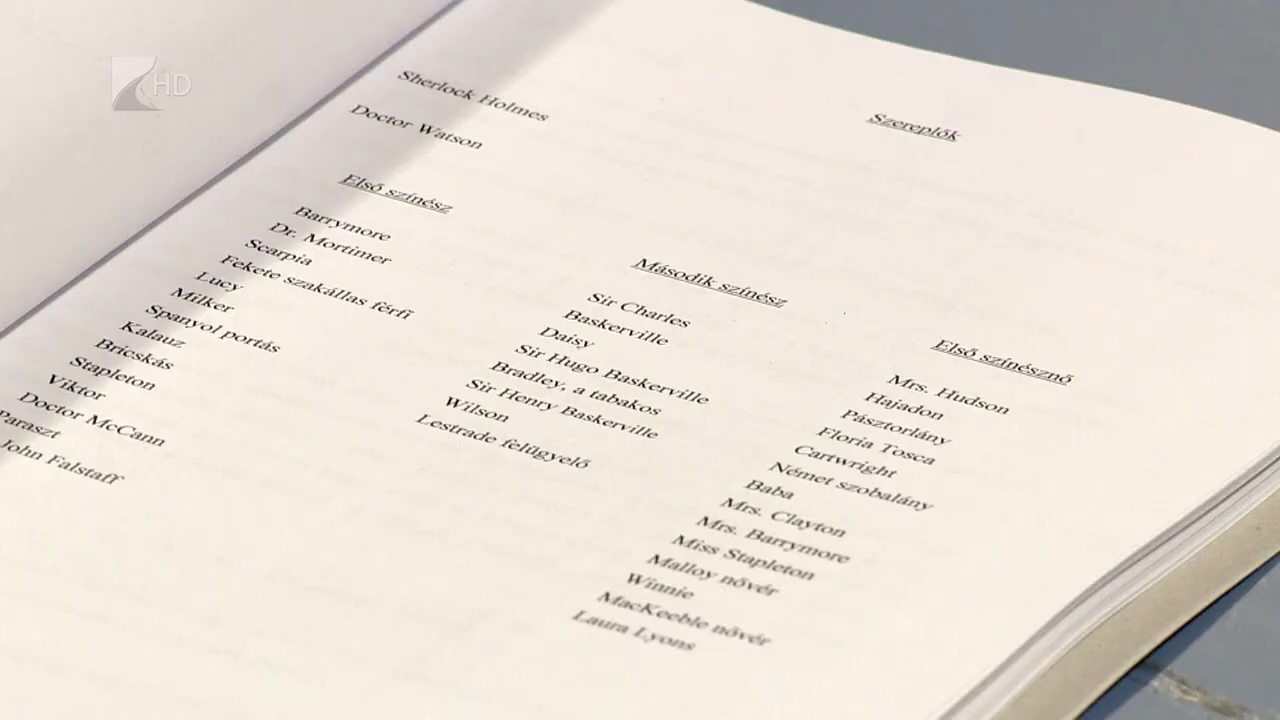 HD
Szereplők
Sherlock Holmes
Doctor Watson
Első színész
Barrymore
Dr. Mortimer
Scarpia
Fekete szakállas férfi
Lucy
Milker
Spanyol portás
Kalauz
Bricskás
Stapleton
Viktor
Doctor McCann
Paraszt
John Falstaff
Második színész
Sir Charles
Baskerville
Daisy
Sir Hugo Baskerville
Bradley, a tabakos
Sir Henry Baskerville
Wilson
Lestrade felügyelő
Első színésznő
Mrs. Hudson
Hajadon
Pásztorlány
Floria Tosca
Cartwright
Német szobalány
Baba
Mrs. Clayton
Mrs. Barrymore
Miss Stapleton
Malloy nővér
Winnie
MacKeeble nővér
Laura Lyons